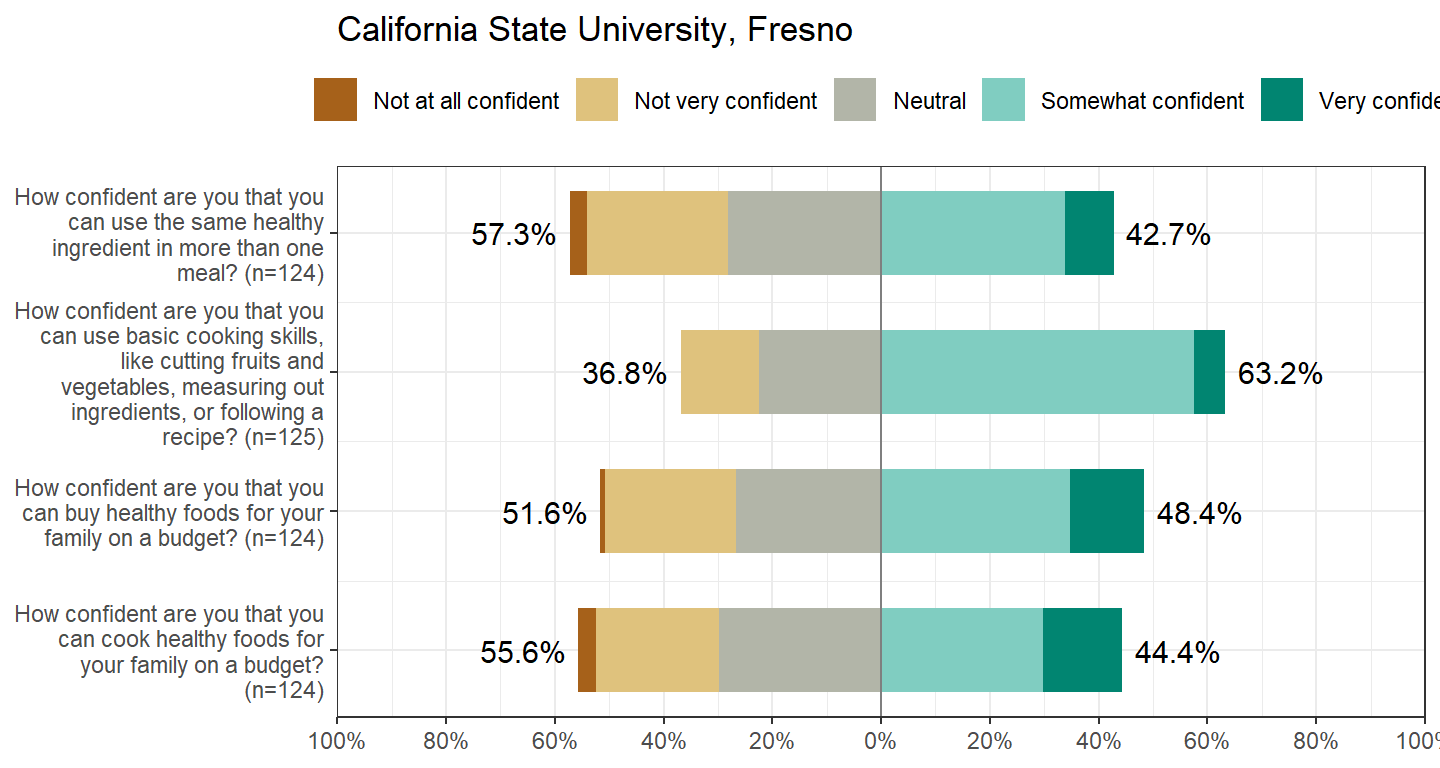 California State University, Fresno
Not at all confident
Not very confident
Neutral
Somewhat confident
Very confide
How confident are you that you
can use the same healthy
ingredient in more than one
meal? (n=124)
57.3%
42.7%
How confident are you that you
can use basic cooking skills,
like cutting fruits and
vegetables, measuring out
ingredients, or following a
recipe? (n=125)
36.8%
63.2%
How confident are you that you
can buy healthy foods for your
family on a budget? (n=124)
51.6%
48.4%
How confident are you that you
can cook healthy foods for
your family on a budget?
(n=124)
55.6%
44.4%
100% 80% 60% 40% 20% 0% 20% 40% 60% 80% 100%